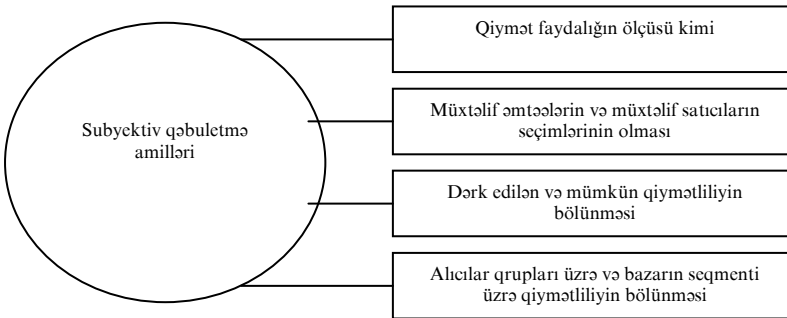 Qiymət faydalığın ölçüsü kimi
Subyektiv qəbuletmə
amilləri
Müxtəlif əmtəələrin və müxtəlif satıcıların
seçimlərinin olması
Dərk edilən və mümkün qiymətliliyin
bölünməsi
Alıcılar qrupları üzrə və bazarın seqmenti
üzrə qiymətliliyin bölünməsi